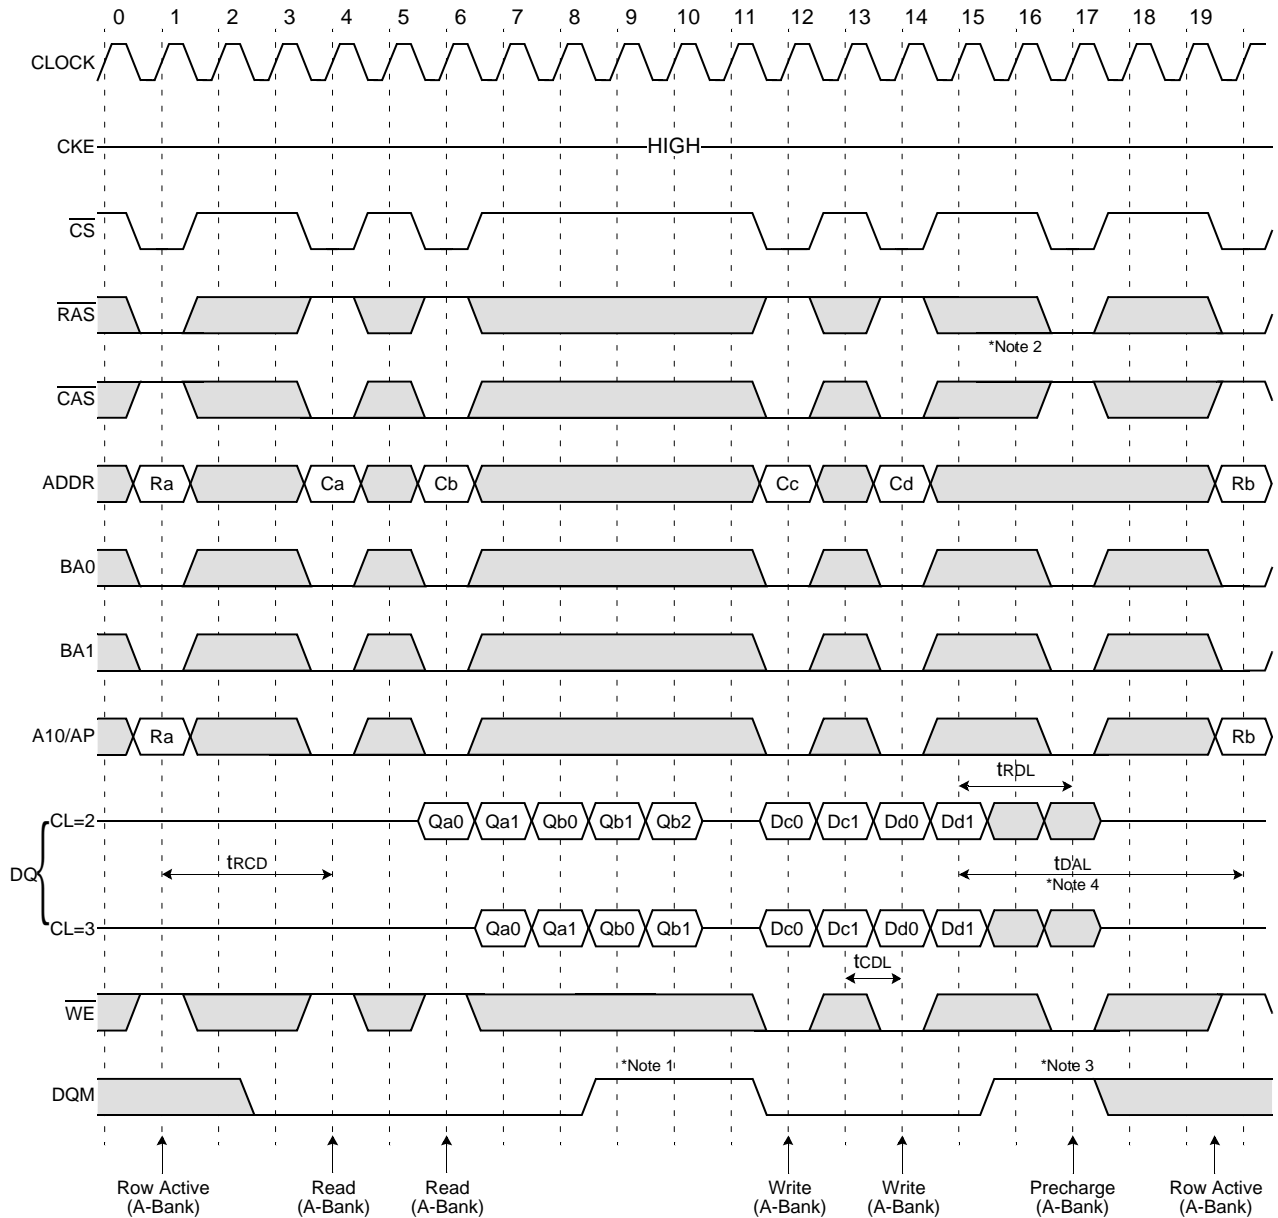 0 1 2 3 4 5 6 7 8 9 10 11 12 13 14 15 16 17 18 19
CLOCK
CKE HIGH
CS
RAS
*Note 2
CAS
ADDR Ra Ca Cb Cc Cd Rb
BA0
BA1
A10/AP Ra Rb
tRDL
CL=2 Qa0 Qa1 Qb0 Qb1 Qb2 Dc0 Dc1 Dd0 Dd1
DQ tRCD tDAL
*Note 4
CL=3 Qa0 Qa1 Qb0 Qb1 Dc0 Dc1 Dd0 Dd1
tCDL
WE
*Note 1 *Note 3
DQM
Row Active Read Read Write Write Precharge Row Active
(A-Bank) (A-Bank) (A-Bank) (A-Bank) (A-Bank) (A-Bank) (A-Bank)